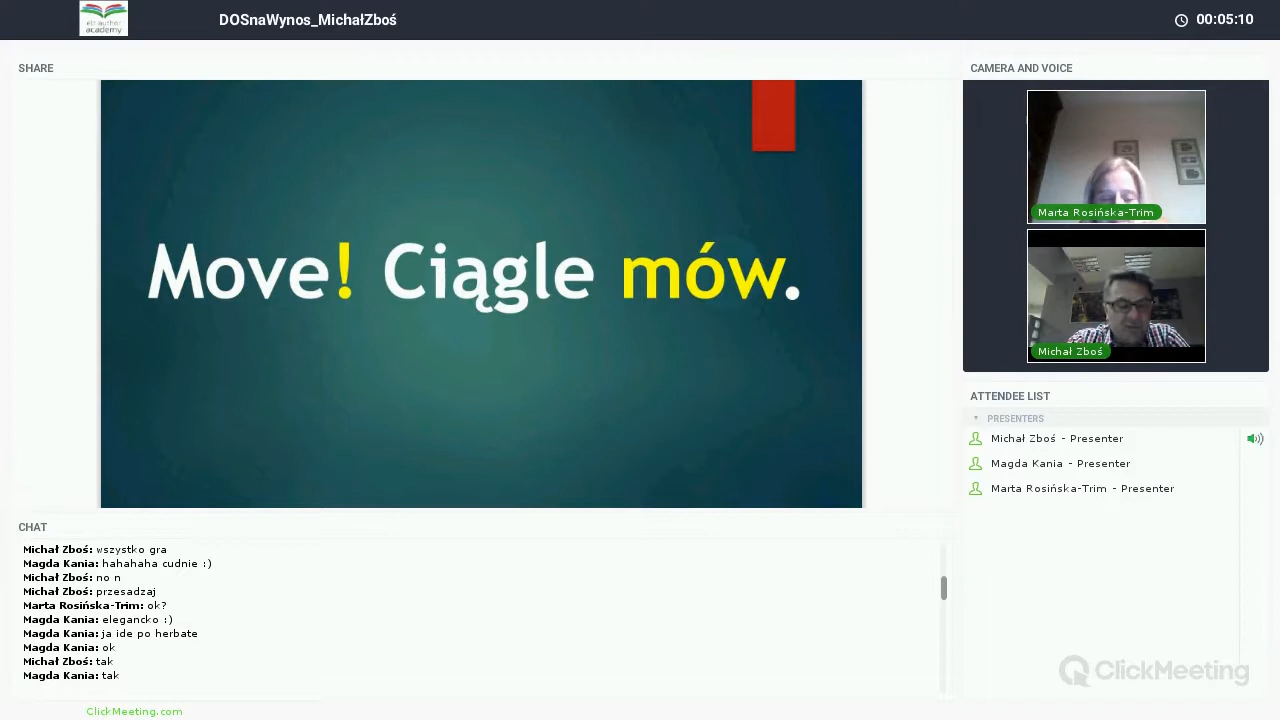 elt author
academy
DOSnaWynos_MichałZboś
00:05:10
SHARE
Move! Ciągle mów.
CHAT
Michał Zboś: wszystko gra
Magda Kania: hahahaha cudnie :)
Michał Zboś: no n
Michał Zboś: przesadzaj
Marta Rosińska-Trim: ok?
Magda Kania: elegancko :)
Magda Kania: ja ide po herbate
Magda Kania: ok
Michał Zboś: tak
Magda Kania: tak
ClickMeeting.com
CAMERA AND VOICE
Marta Rosińska-Trim
Michał Zboś
ATTENDEE LIST
PRESENTERS
Michał Zboś - Presenter
Magda Kania - Presenter
Marta Rosińska-Trim - Presenter
ClickMeeting